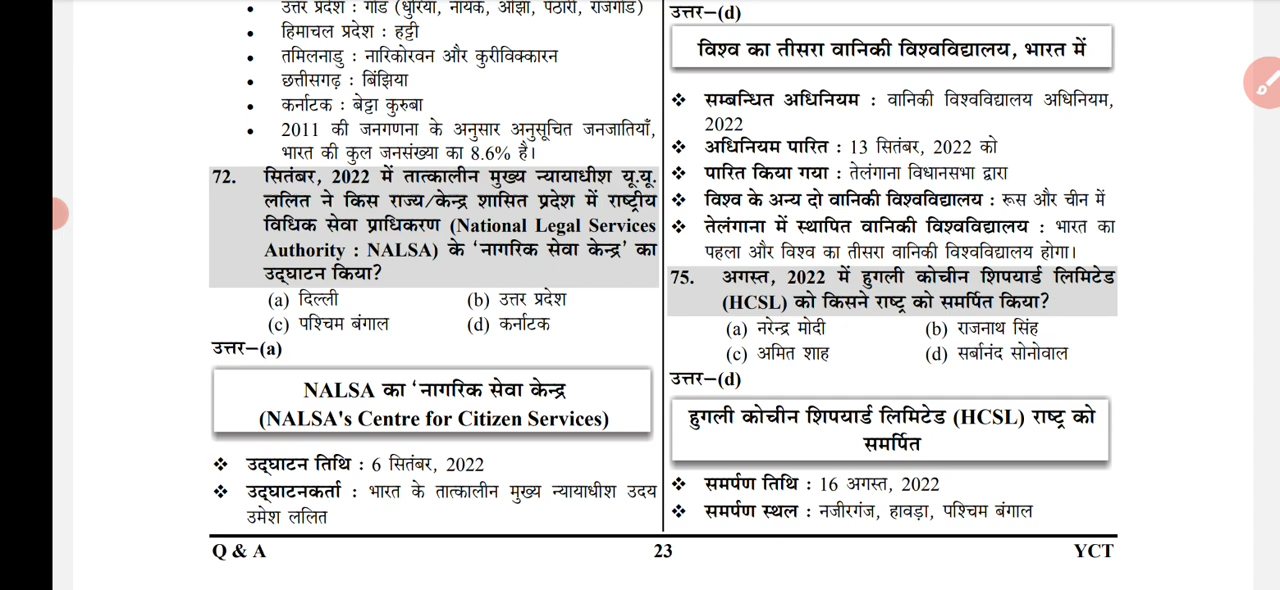 • उत्तर प्रदेश : गोंड (धुरिया, नायक, ओझा, पठारी, राजगोंड)
• हिमाचल प्रदेश : हट्टी
• तमिलनाडु : नारिकोरवन और कुरीविक्कारन
• छत्तीसगढ़ : बिंझिया
• कर्नाटक : बेट्टा कुरुबा
• 2011 की जनगणना के अनुसार अनुसूचित जनजातियाँ,
भारत की कुल जनसंख्या का 8.6% है।
72. सितंबर, 2022 में तात्कालीन मुख्य न्यायाधीश यू.यू.
ललित ने किस राज्य/केन्द्र शासित प्रदेश में राष्ट्रीय
विधिक सेवा प्राधिकरण (National Legal Services
Authority : NALSA) के 'नागरिक सेवा केन्द्र' का
उद्घाटन किया?
(a) दिल्ली (b) उत्तर प्रदेश
(c) पश्चिम बंगाल (d) कर्नाटक
उत्तर–(a)
NALSA का 'नागरिक सेवा केन्द्र
(NALSA's Centre for Citizen Services)
❖ उद्घाटन तिथि : 6 सितंबर, 2022
❖ उद्घाटनकर्ता : भारत के तात्कालीन मुख्य न्यायाधीश उदय
उमेश ललित
उत्तर–(d)
विश्व का तीसरा वानिकी विश्वविद्यालय, भारत में
❖ सम्बन्धित अधिनियम : वानिकी विश्वविद्यालय अधिनियम,
2022
❖ अधिनियम पारित : 13 सितंबर, 2022 को
❖ पारित किया गया : तेलंगाना विधानसभा द्वारा
❖ विश्व के अन्य दो वानिकी विश्वविद्यालय : रूस और चीन में
❖ तेलंगाना में स्थापित वानिकी विश्वविद्यालय : भारत का
पहला और विश्व का तीसरा वानिकी विश्वविद्यालय होगा।
75. अगस्त, 2022 में हुगली कोचीन शिपयार्ड लिमिटेड
(HCSL) को किसने राष्ट्र को समर्पित किया?
(a) नरेन्द्र मोदी (b) राजनाथ सिंह
(c) अमित शाह (d) सर्बानंद सोनोवाल
उत्तर–(d)
हुगली कोचीन शिपयार्ड लिमिटेड (HCSL) राष्ट्र को
समर्पित
❖ समर्पण तिथि : 16 अगस्त, 2022
❖ समर्पण स्थल : नजीरगंज, हावड़ा, पश्चिम बंगाल
Q & A 23 YCT